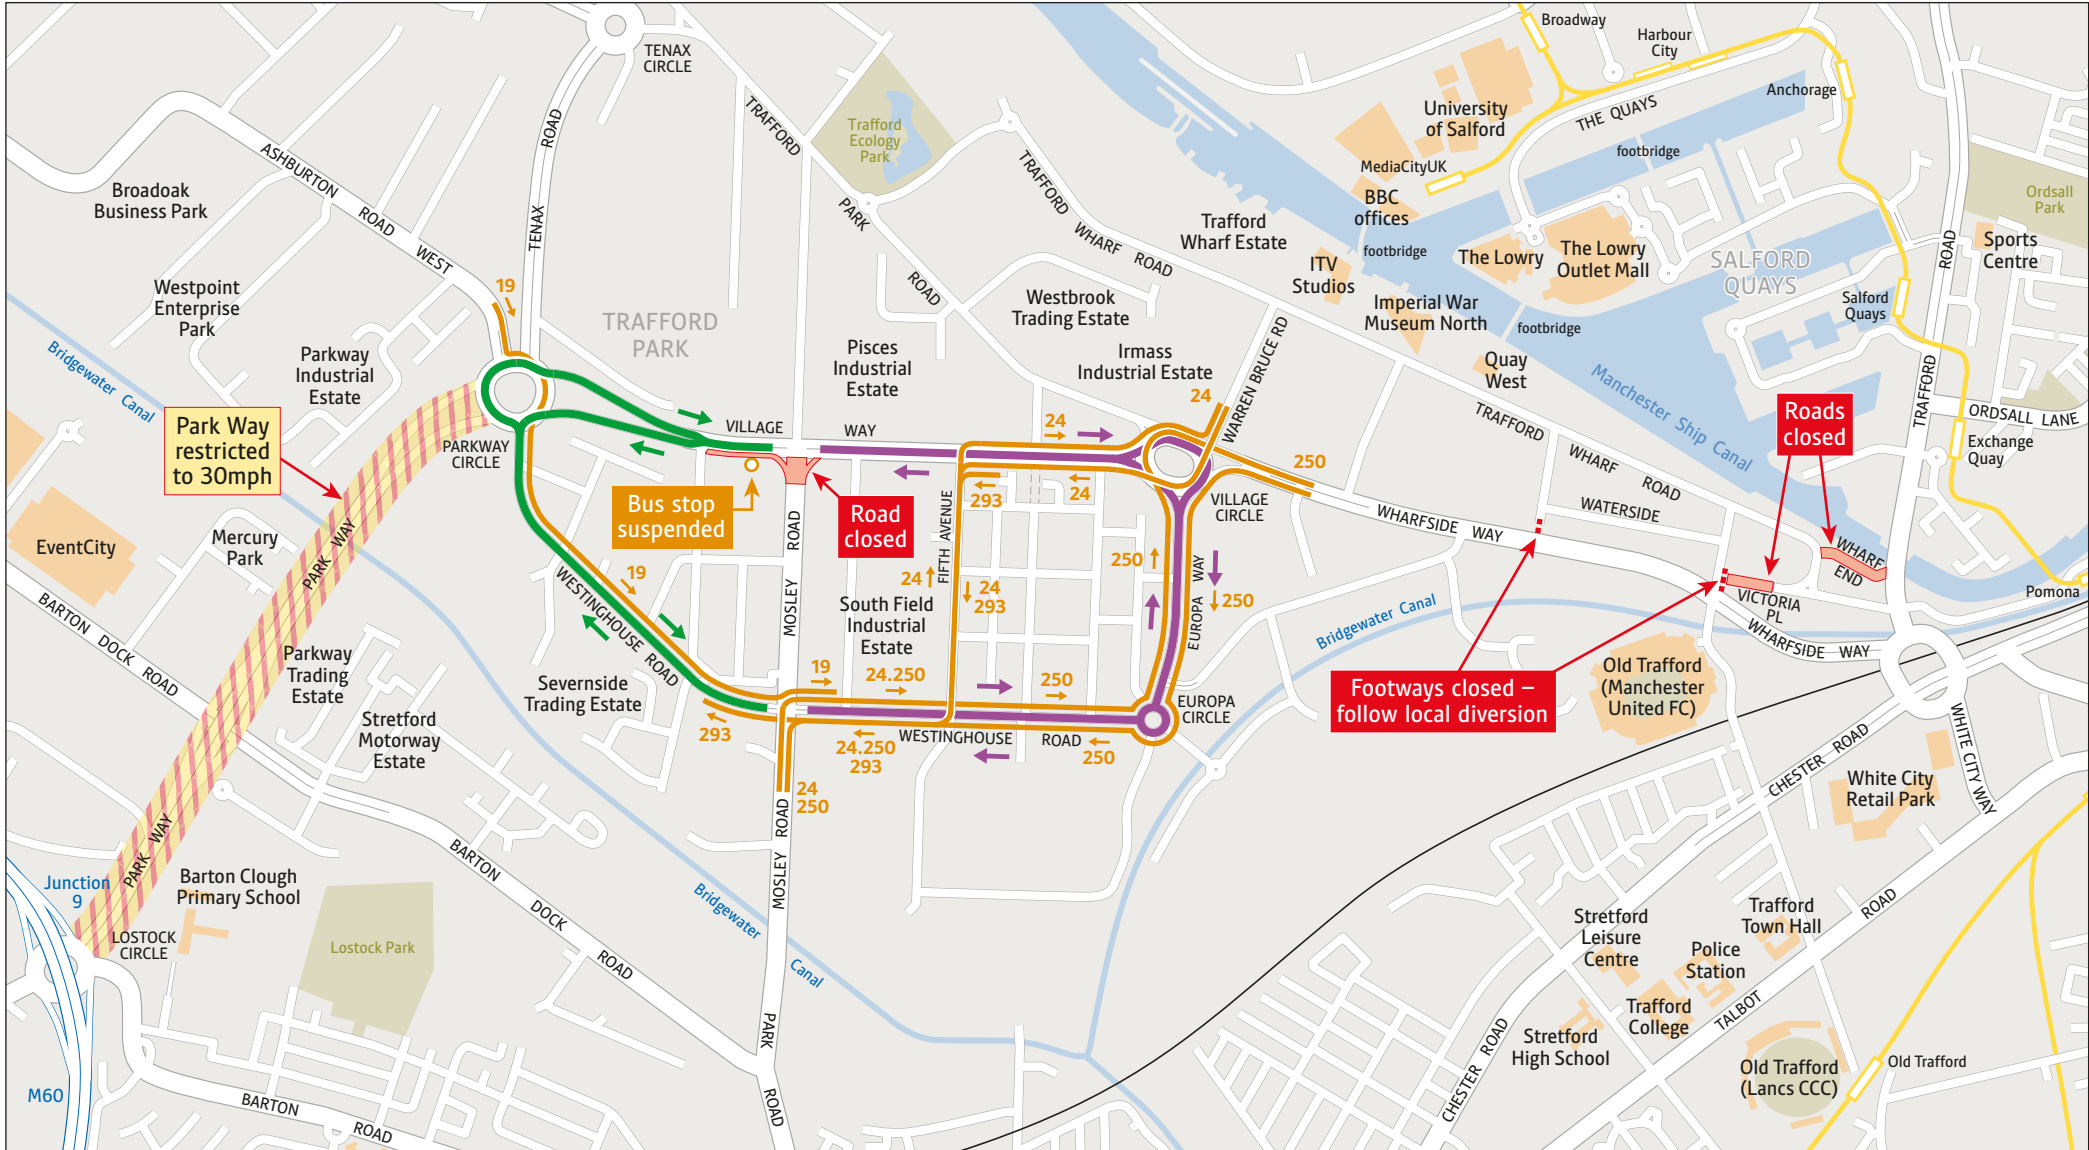 TENAX
CIRCLE
Broadway
Harbour
City
Anchorage
THE QUAYS
University
of Salford
footbridge
MediaCityUK
BBC
offices
footbridge
The Lowry
The Lowry
Outlet Mall
SALFORD
QUAYS
Ordsall
Park
Sports
Centre
ROAD
Salford
Quays
TRAFFORD
Trafford
Ecology
Park
TRAFFORD
PARK
ROAD
TRAFFORD
WHARF
ROAD
Trafford
Wharf Estate
ITV
Studios
Imperial War
Museum North
footbridge
Quay
West
Manchester Ship Canal
ASHBURTON
ROAD
WEST
Broadoak
Business Park
ROAD
TENAX
Westpoint
Enterprise
Park
19
TRAFFORD
PARK
Parkway
Industrial
Estate
Bridgewater Canal
Park Way
restricted
to 30mph
PARKWAY
CIRCLE
VILLAGE
WAY
Pisces
Industrial
Estate
Westbrook
Trading Estate
Irmass
Industrial Estate
WARREN BRUCE RD
24
24
24
293
250
VILLAGE
CIRCLE
Bus stop
suspended
Road
closed
Roads
closed
ORDSALL LANE
Exchange
Quay
TRAFFORD
WHARF
ROAD
WATERSIDE
WHARFSIDE WAY
WHARF
END
VICTORIA
PL
Pomona
WHARFSIDE WAY
EventCity
Mercury
Park
PARK WAY
WESTINGHOUSE ROAD
19
ROAD
MOSLEY
FIFTH AVENUE
24
24
293
South Field
Industrial
Estate
250
EUROPA WAY
250
Bridgewater Canal
BARTON DOCK ROAD
Parkway
Trading
Estate
Severnside
Trading Estate
19
24.250
250
293
24.250
293
WESTINGHOUSE
ROAD
250
EUROPA
CIRCLE
Footways closed –
follow local diversion
Old Trafford
(Manchester
United FC)
Stretford
Motorway
Estate
24
250
MOSLEY ROAD
CHESTER ROAD
WHITE CITY WAY
White City
Retail Park
PARK WAY
Junction
9
LOSTOCK
CIRCLE
Barton Clough
Primary School
Lostock Park
BARTON
DOCK
ROAD
Bridgewater
Canal
PARK
ROAD
M60
BARTON
ROAD
Stretford
Leisure
Centre
Trafford
Town Hall
Police
Station
Trafford
College
Stretford
High School
CHESTER ROAD
TALBOT
ROAD
Old Trafford
(Lancs CCC)
Old Trafford